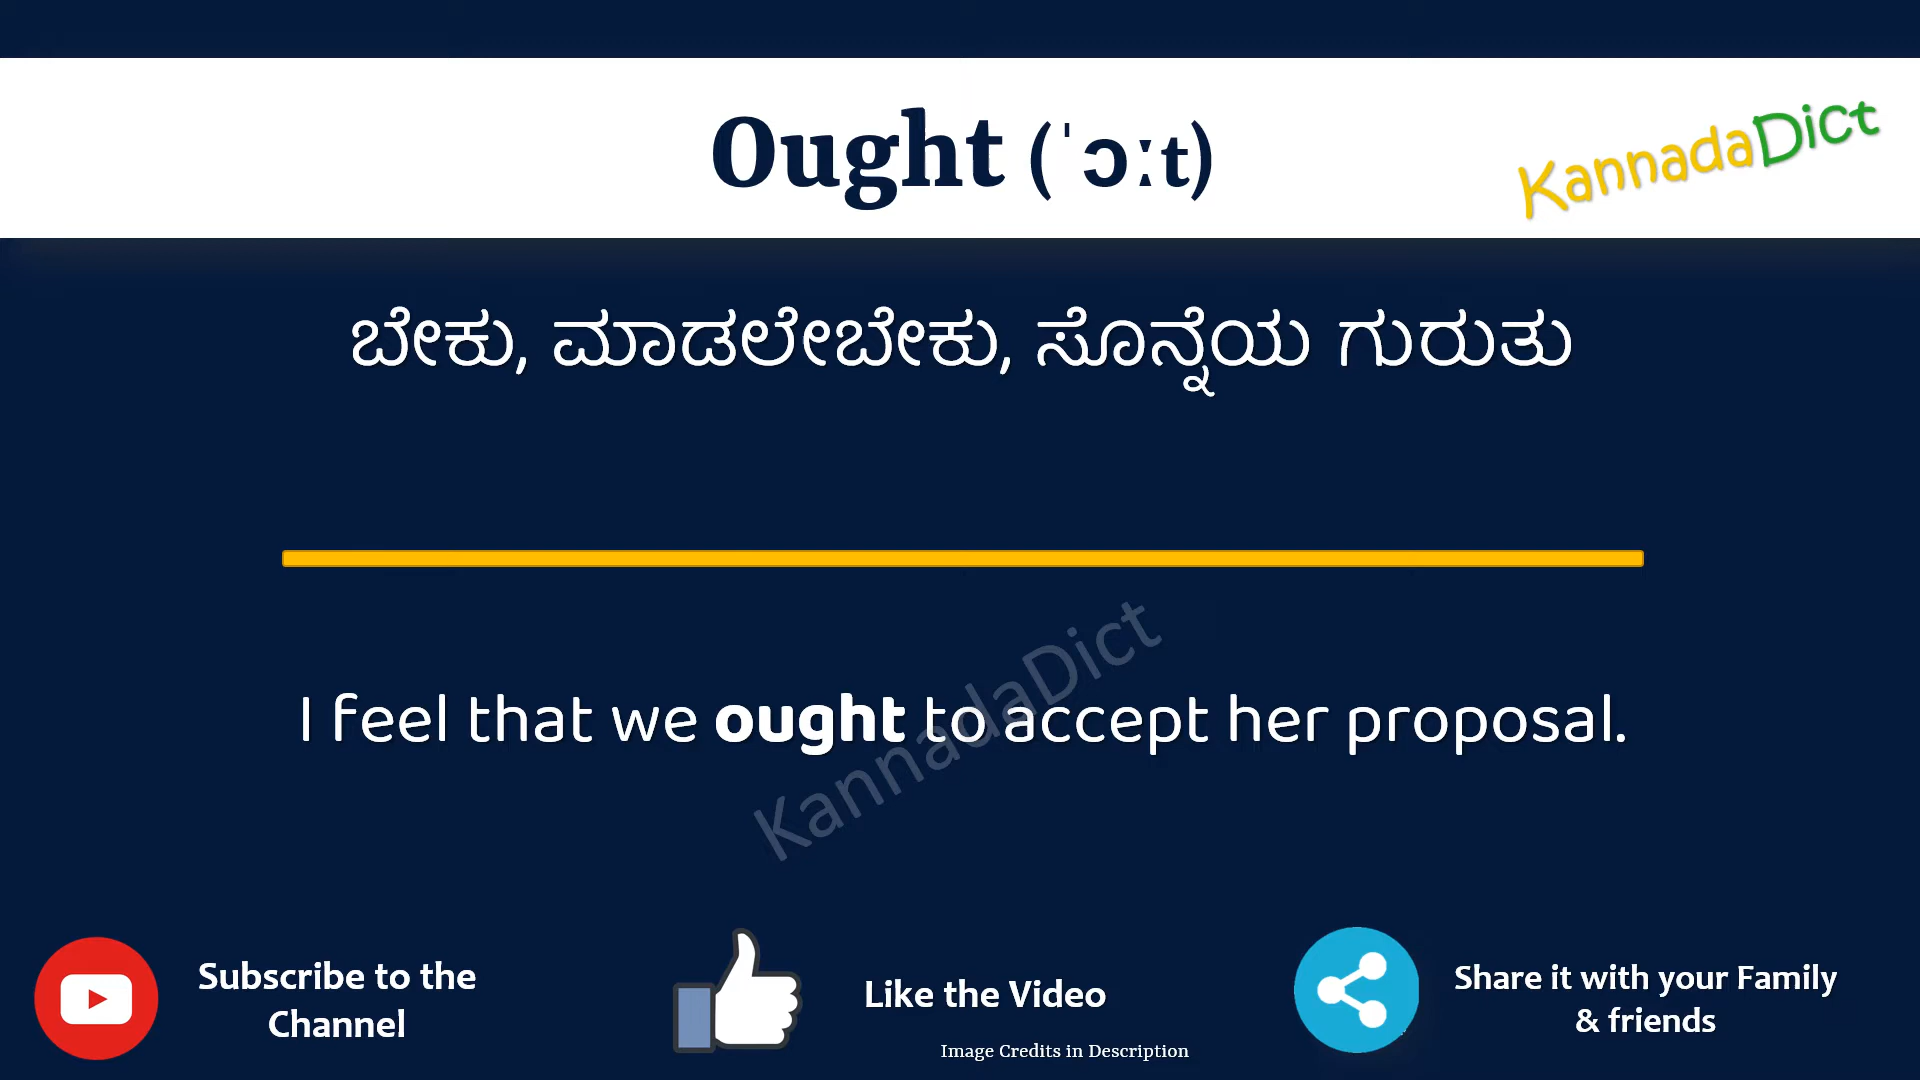 Ought (ˈɔːt)
KannadaDict
ಬೇಕು, ಮಾಡಲೇಬೇಕು, ಸೊನ್ನೆಯ ಗುರುತು
I feel that we ought to accept her proposal.
KannadaDict
Subscribe to the
Channel
Like the Video
Share it with your Family
& friends
Image Credits in Description